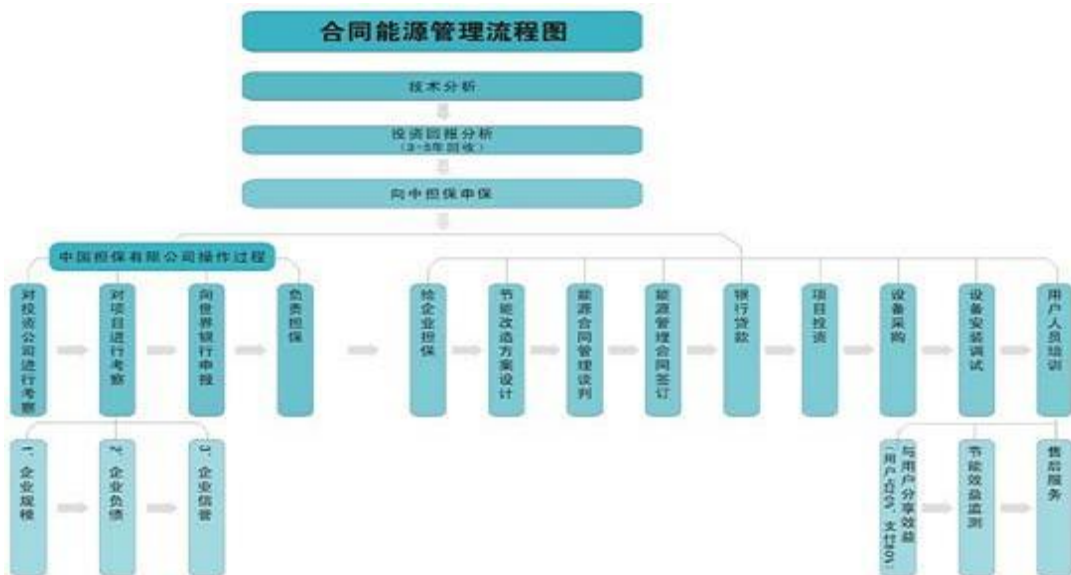 合同能源管理流程图
技术分析
投资回报分析
（3-5年回收）
向中担保申保
中国担保有限公司操作过程
对投资公司进行考察
对项目进行考察
向世界银行申报
负责担保
给企业担保
节能改造方案设计
能源合同管理谈判
能源管理合同签订
银行贷款
项目投资
设备采购
设备安装调试
用户人员培训
1、企业规模
2、企业负债
3、企业信誉
与用户分享效益
节能效益监测
售后服务